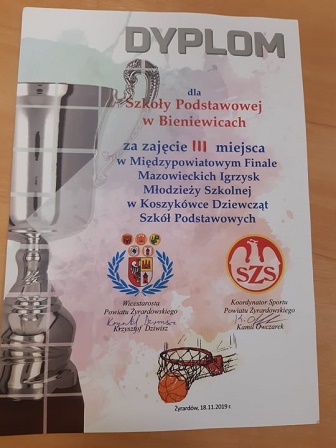 DYPLOM
dla
Szkoły Podstawowej
w Bieniewicach
za zajęcie III miejsca
w Międzypowiatowym Finale
Mazowieckich Igrzysk
Młodzieży Szkolnej
w Koszykówce Dziewcząt
Szkół Podstawowych
SZS
Wicestarosta
Powiatu Żyrardowskiego
Krzysztof Dziwisz
Koordynator Sportu
Powiatu Żyrardowskiego
Kamil Owczarek
Żyrardów, 18.11.2019 r.